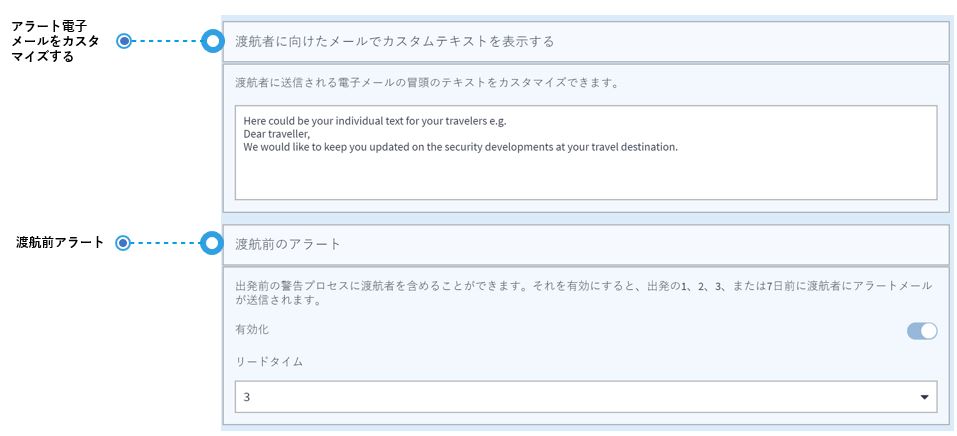 アラート電子
メールをカスタ
マイズする
渡航者に向けたメールでカスタムテキストを表示する
渡航者に送信される電子メールの冒頭のテキストをカスタマイズできます。
Here could be your individual text for your travelers e.g.
Dear traveller,
We would like to keep you updated on the security developments at your travel destination.
渡航前アラート
渡航前のアラート
出発前の警告プロセスに渡航者を含めることができます。それを有効にすると、出発の1、2、3、または7日前に渡航者にアラートメール
が送信されます。
有効化
リードタイム
3